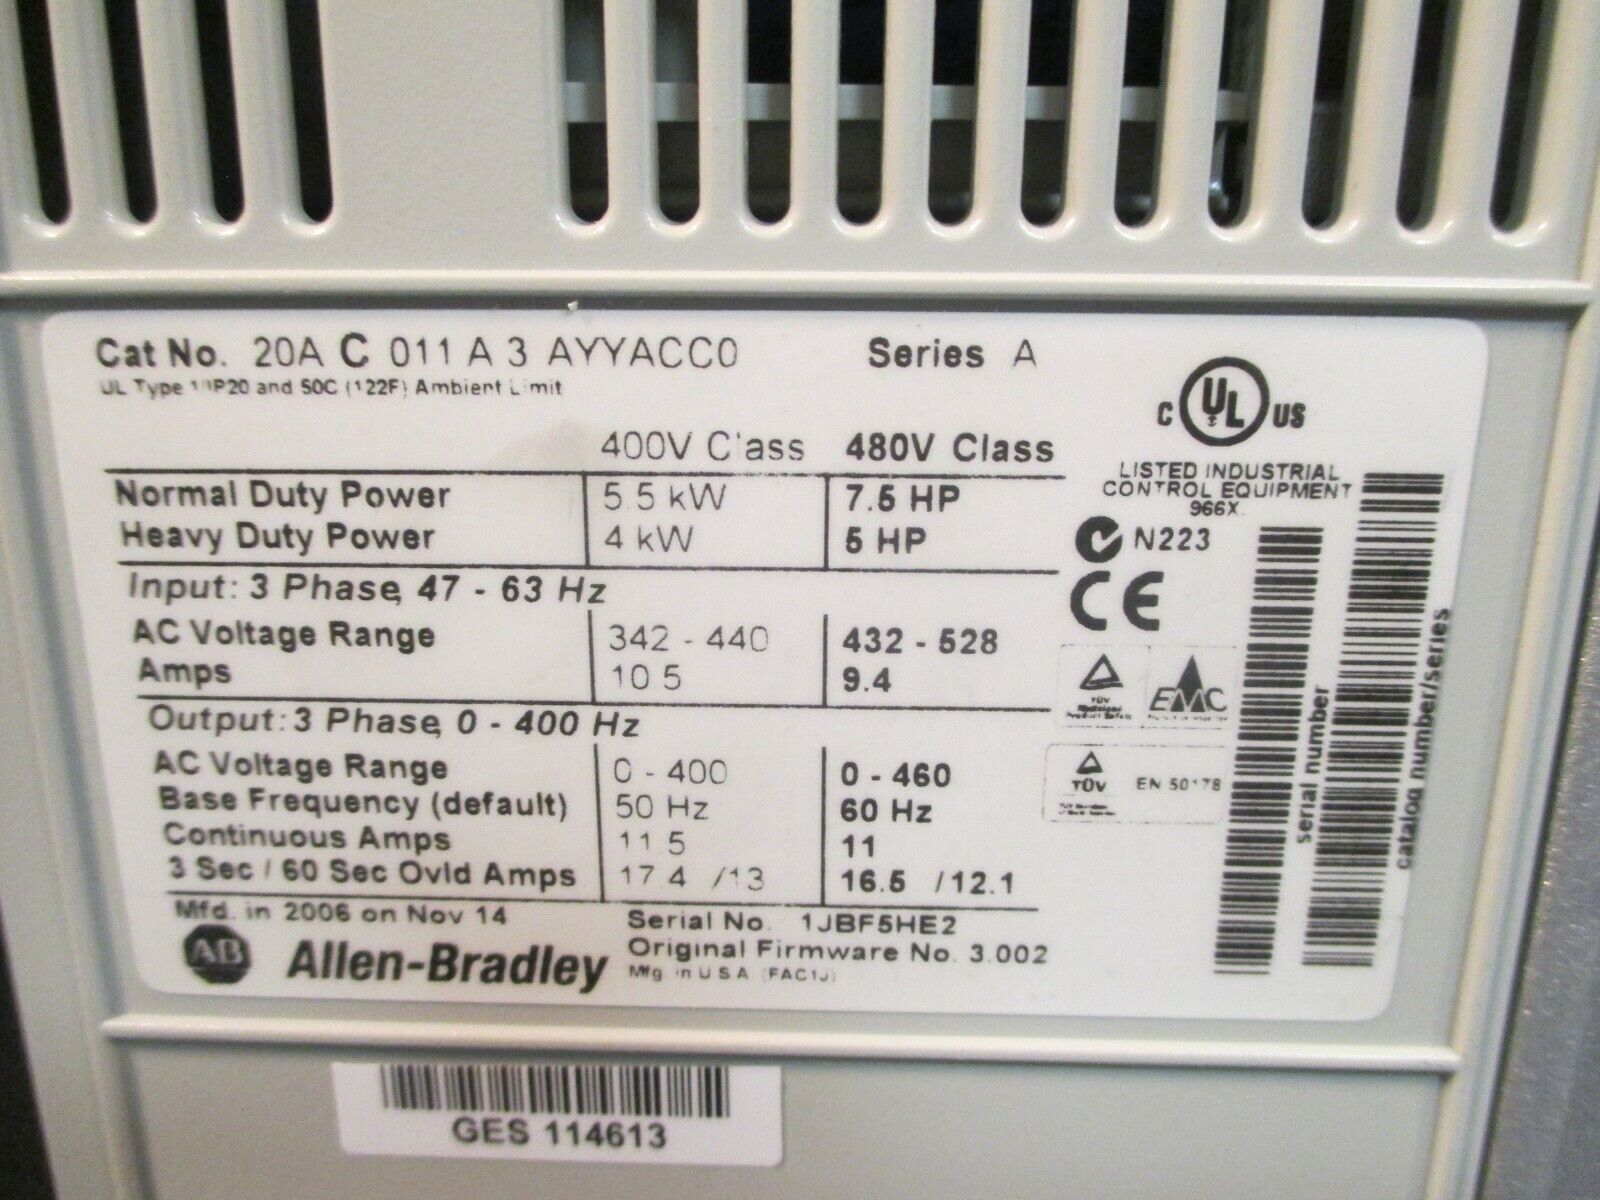 Cat No. 20A C 011 A 3 AYYACC0 Series A
UL Type 1/IP20 and 50C (122F) Ambient Limit
400V Class 480V Class
Normal Duty Power 5.5 kW 7.5 HP
Heavy Duty Power 4 kW 5 HP
Input: 3 Phase, 47 - 63 Hz
AC Voltage Range 342 - 440 432 - 528
Amps 10.5 9.4
Output: 3 Phase, 0 - 400 Hz
AC Voltage Range 0 - 400 0 - 460
Base Frequency (default) 50 Hz 60 Hz
Continuous Amps 11.5 11
3 Sec / 60 Sec Ovld Amps 17.4 /13 16.5 /12.1
Mfd. in 2006 on Nov 14
Serial No. 1JBF5HE2
AB Allen-Bradley
Original Firmware No. 3.002
Mfg in U S A (FAC1J)
C UL US
LISTED INDUSTRIAL
CONTROL EQUIPMENT
966X
N223
CE
TÜV
EMC
TÜV EN 50178
serial number
catalog number/series
GES 114613